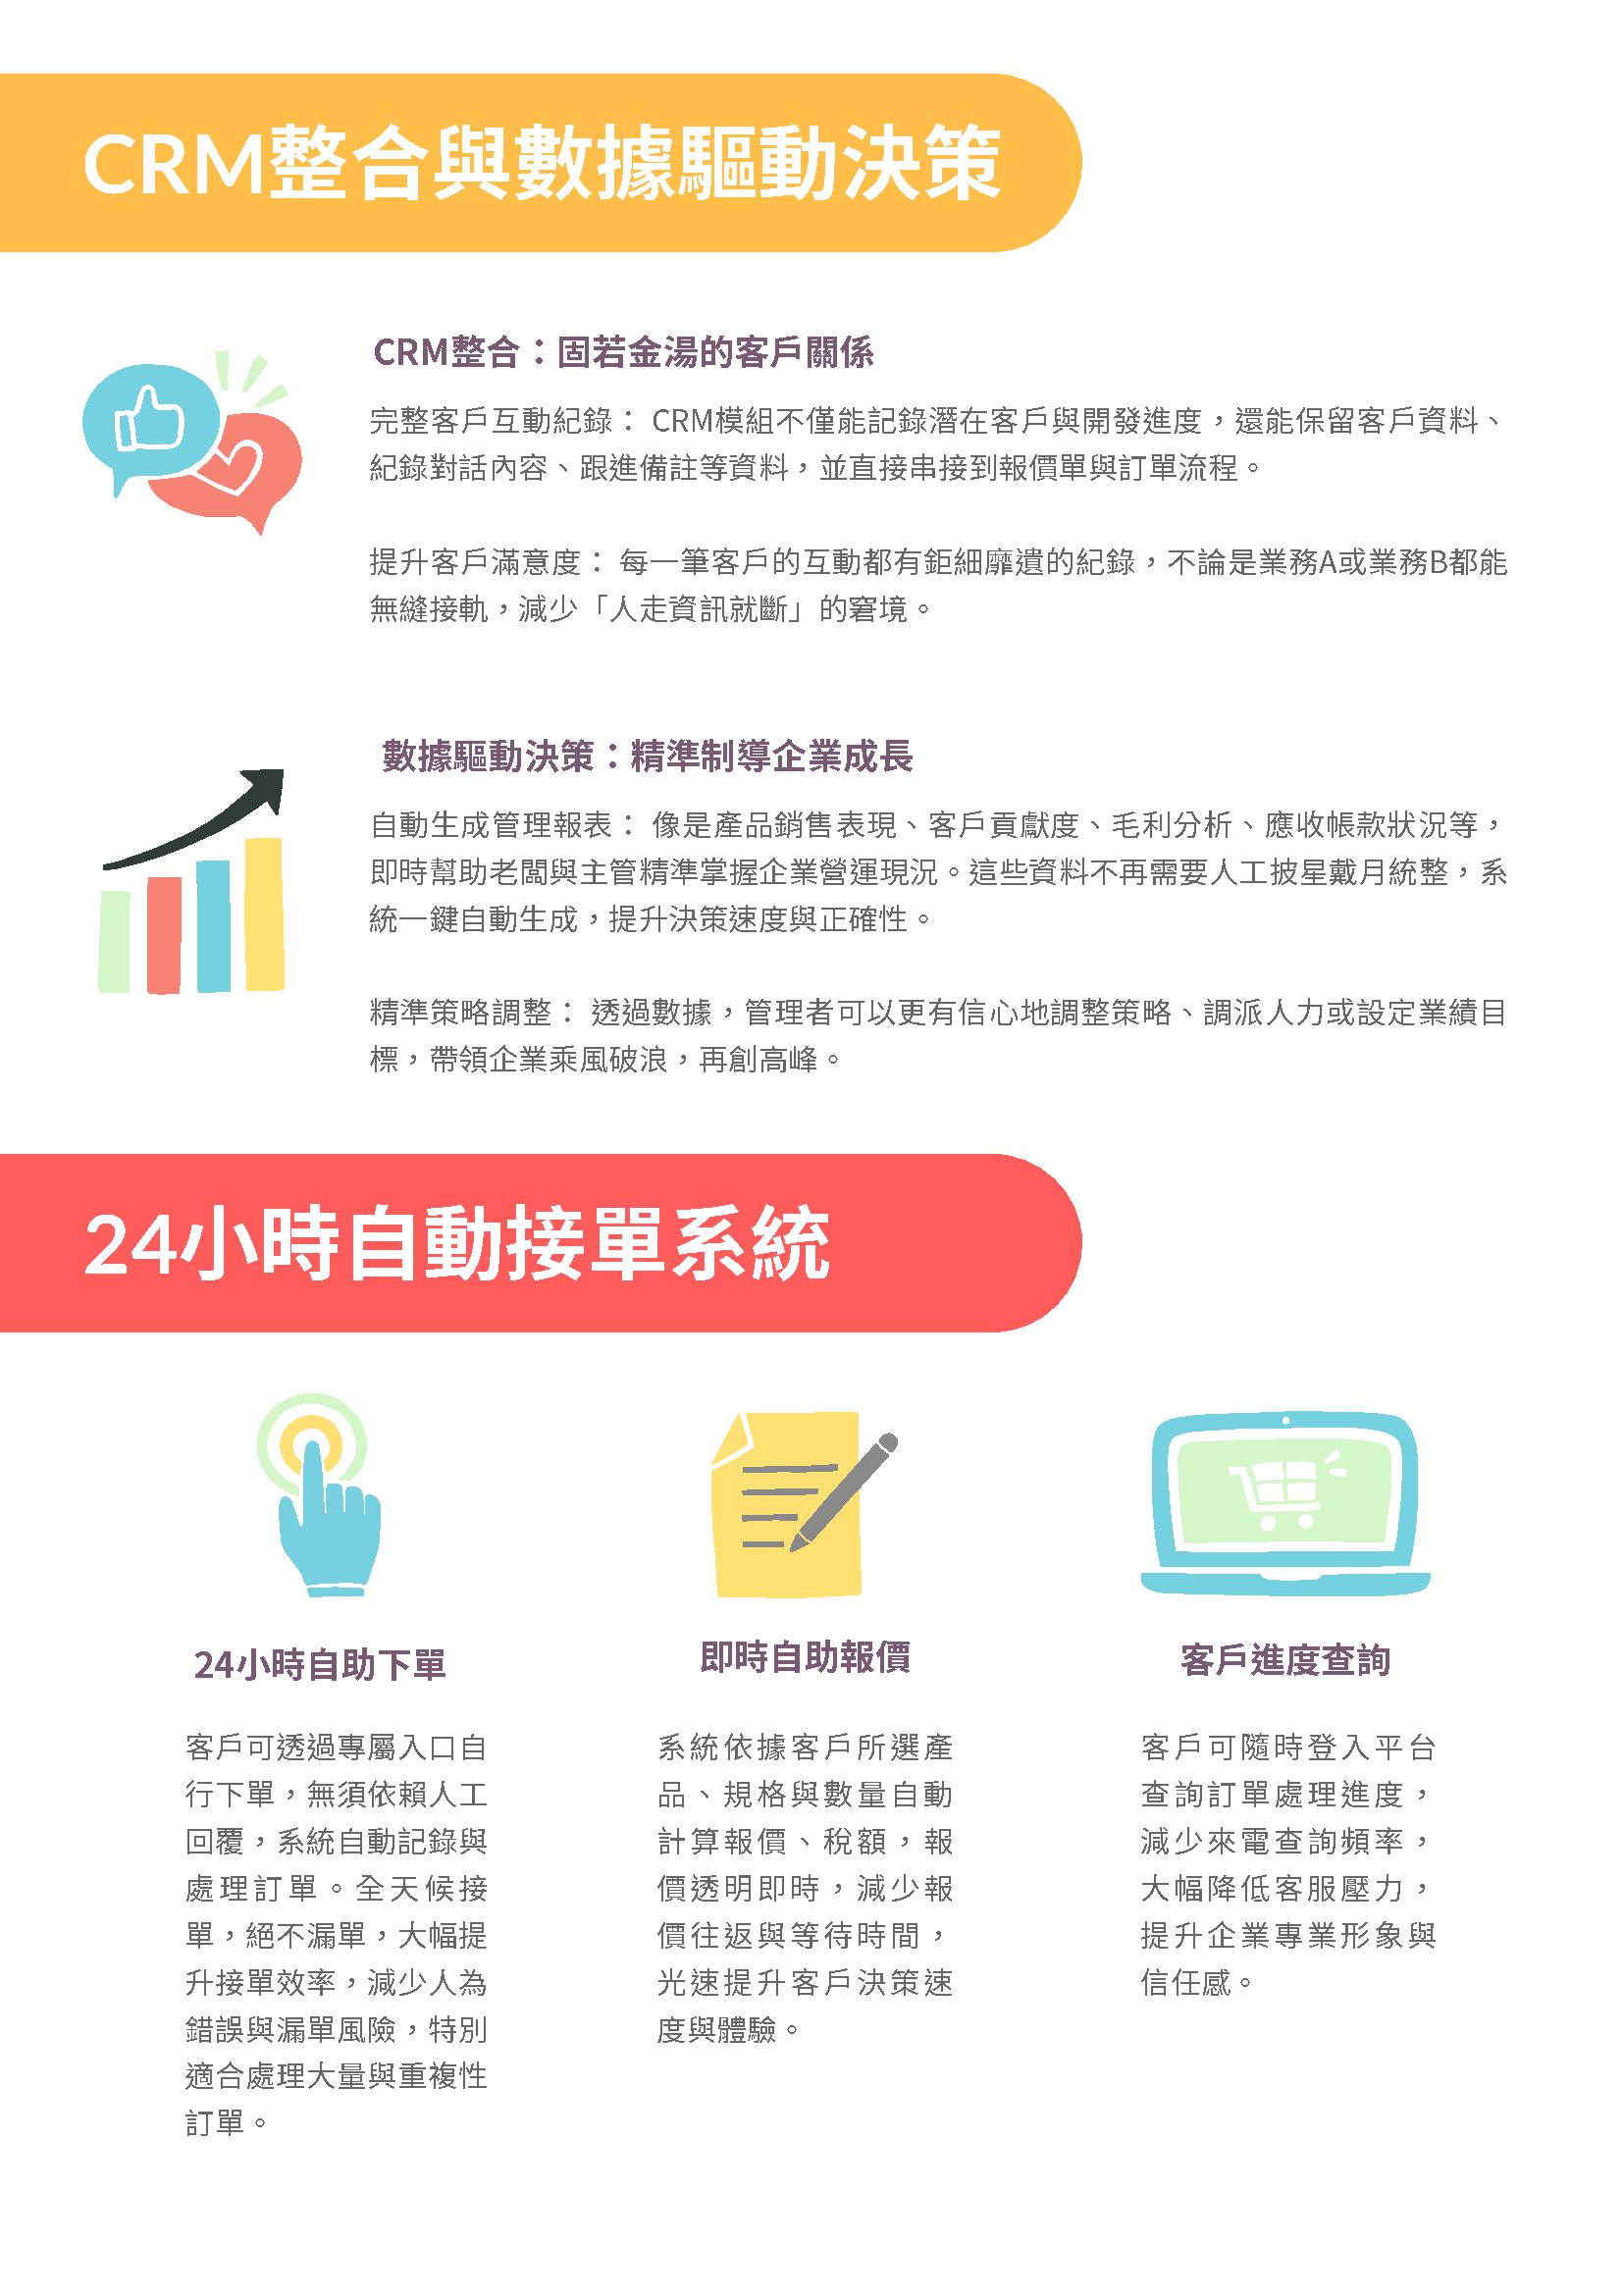 CRM整合與數據驅動決策
CRM整合：固若金湯的客戶關係
完整客戶互動紀錄： CRM模組不僅能記錄潛在客戶與開發進度，還能保留客戶資料、
紀錄對話內容、跟進備註等資料，並直接串接到報價單與訂單流程。
提升客戶滿意度： 每一筆客戶的互動都有鉅細靡遺的紀錄，不論是業務A或業務B都能
無縫接軌，減少「人走資訊就斷」的窘境。
數據驅動決策：精準制導企業成長
自動生成管理報表： 像是產品銷售表現、客戶貢獻度、毛利分析、應收帳款狀況等，
即時幫助老闆與主管精準掌握企業營運現況。這些資料不再需要人工披星戴月統整，系
統一鍵自動生成，提升決策速度與正確性。
精準策略調整： 透過數據，管理者可以更有信心地調整策略、調派人力或設定業績目
標，帶領企業乘風破浪，再創高峰。
24小時自動接單系統
24小時自助下單
客戶可透過專屬入口自
行下單，無須依賴人工
回覆，系統自動記錄與
處理訂單。全天候接
單，絕不漏單，大幅提
升接單效率，減少人為
錯誤與漏單風險，特別
適合處理大量與重複性
訂單。
即時自助報價
系統依據客戶所選產
品、規格與數量自動
計算報價、稅額，報
價透明即時，減少報
價往返與等待時間，
光速提升客戶決策速
度與體驗。
客戶進度查詢
客戶可隨時登入平台
查詢訂單處理進度，
減少來電查詢頻率，
大幅降低客服壓力，
提升企業專業形象與
信任感。